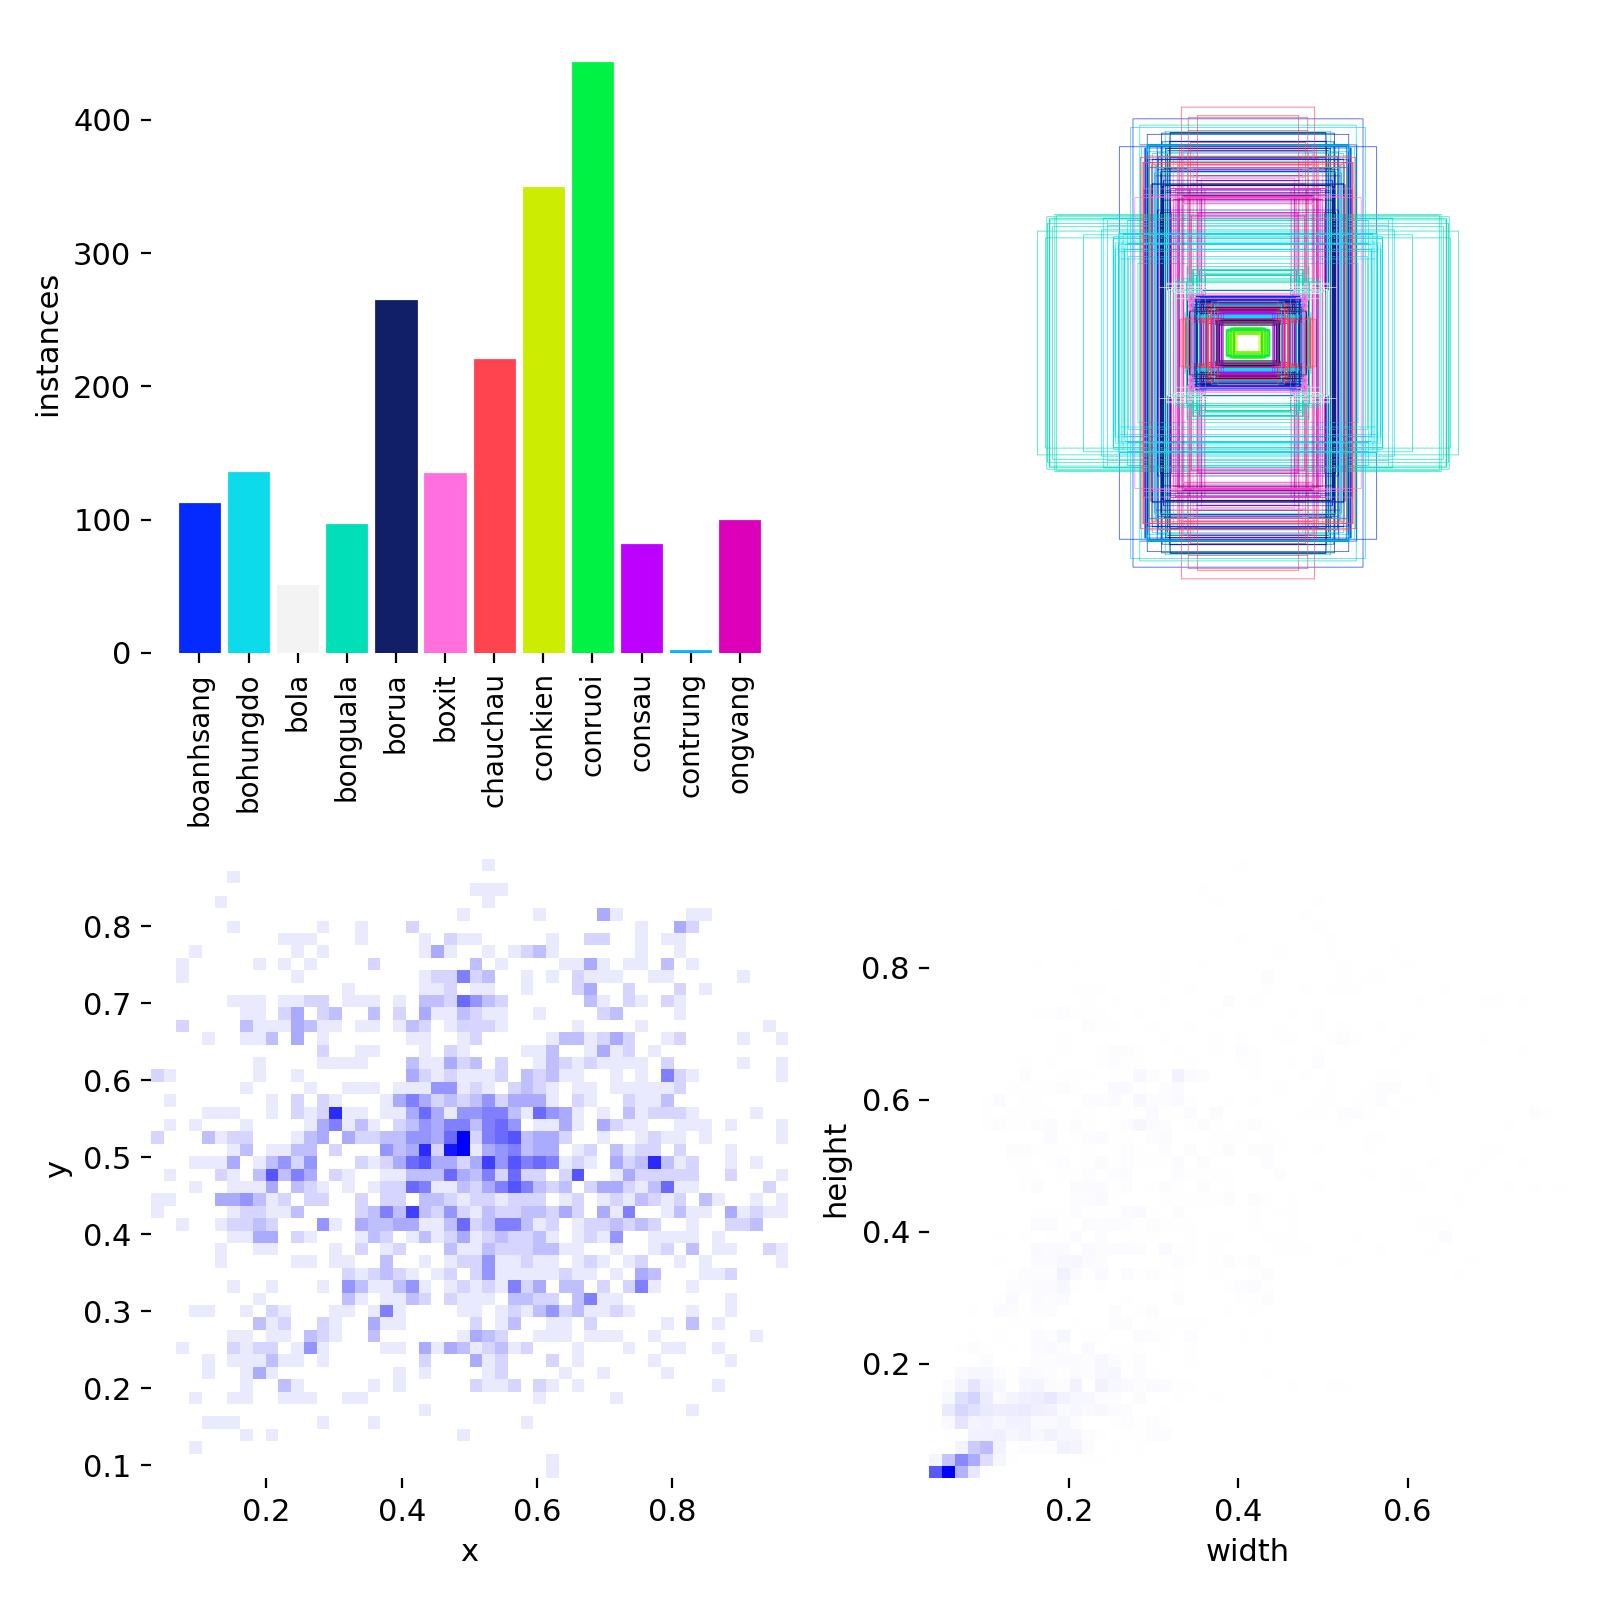 instances
400
300
200
100
0
boanhsang
bohungdo
bola
bonguala
borua
boxit
chauchau
conkien
conruoi
consau
contrung
ongvang
y
0.8
0.7
0.6
0.5
0.4
0.3
0.2
0.1
0.2 0.4 0.6 0.8
x
height
0.8
0.6
0.4
0.2
0.2 0.4 0.6
width